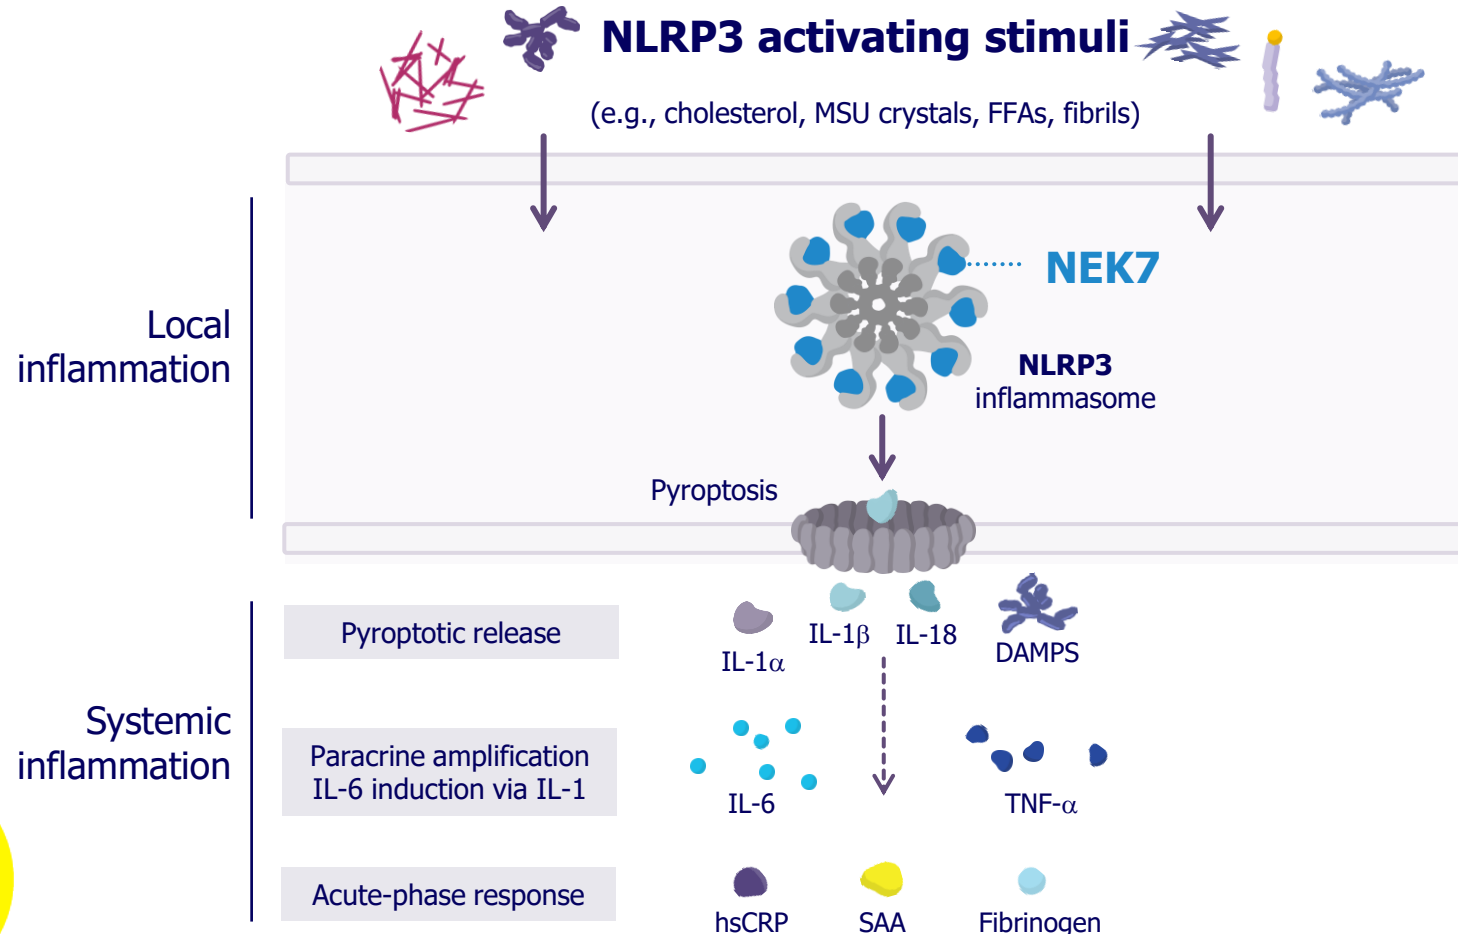 NLRP3 activating stimuli
(e.g., cholesterol, MSU crystals, FFAs, fibrils)
Local
inflammation
NEK7
NLRP3
inflammasome
Pyroptosis
Systemic
inflammation
Pyroptotic release
IL-1α
IL-1β
IL-18
DAMPS
Paracrine amplification
IL-6 induction via IL-1
IL-6
TNF-α
Acute-phase response
hsCRP
SAA
Fibrinogen